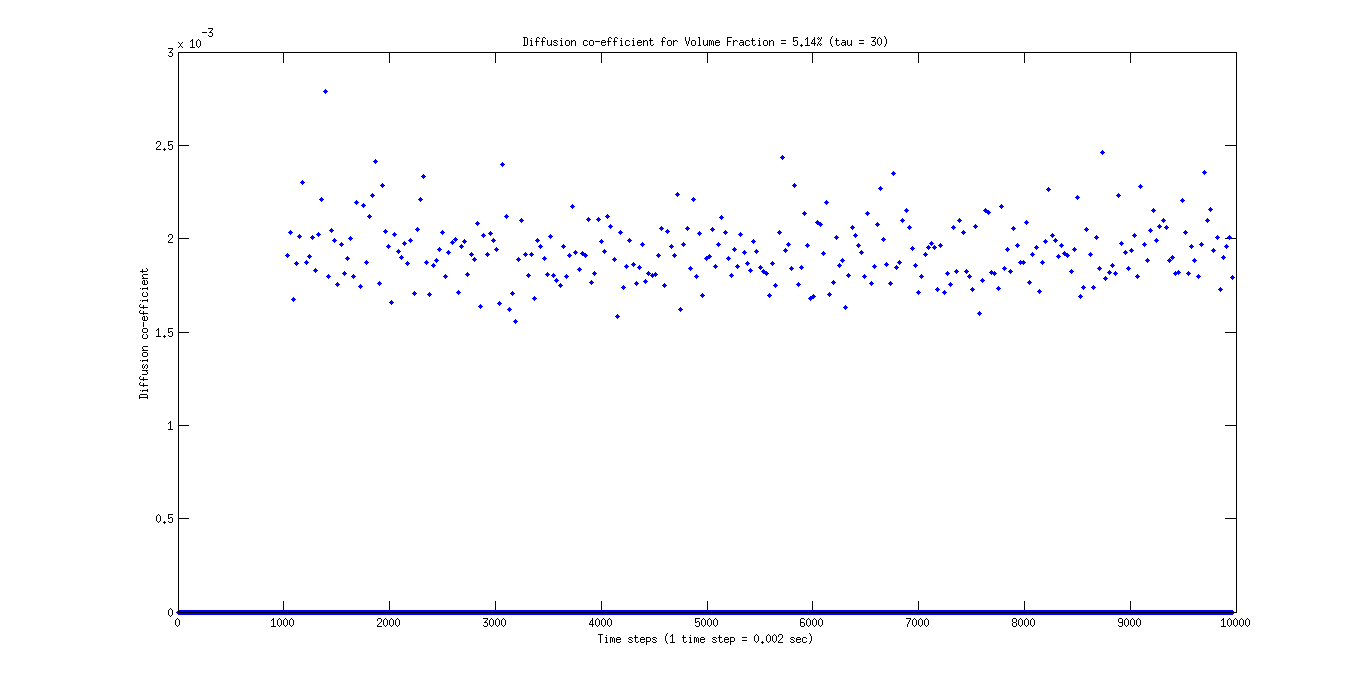 x 10-3
Diffusion co-efficient for Volume Fraction = 5.14% (tau = 30)
3
2.5
2
1.5
1
0.5
0
Diffusion co-efficient
0 1000 2000 3000 4000 5000 6000 7000 8000 9000 10000
Time steps (1 time step = 0.002 sec)